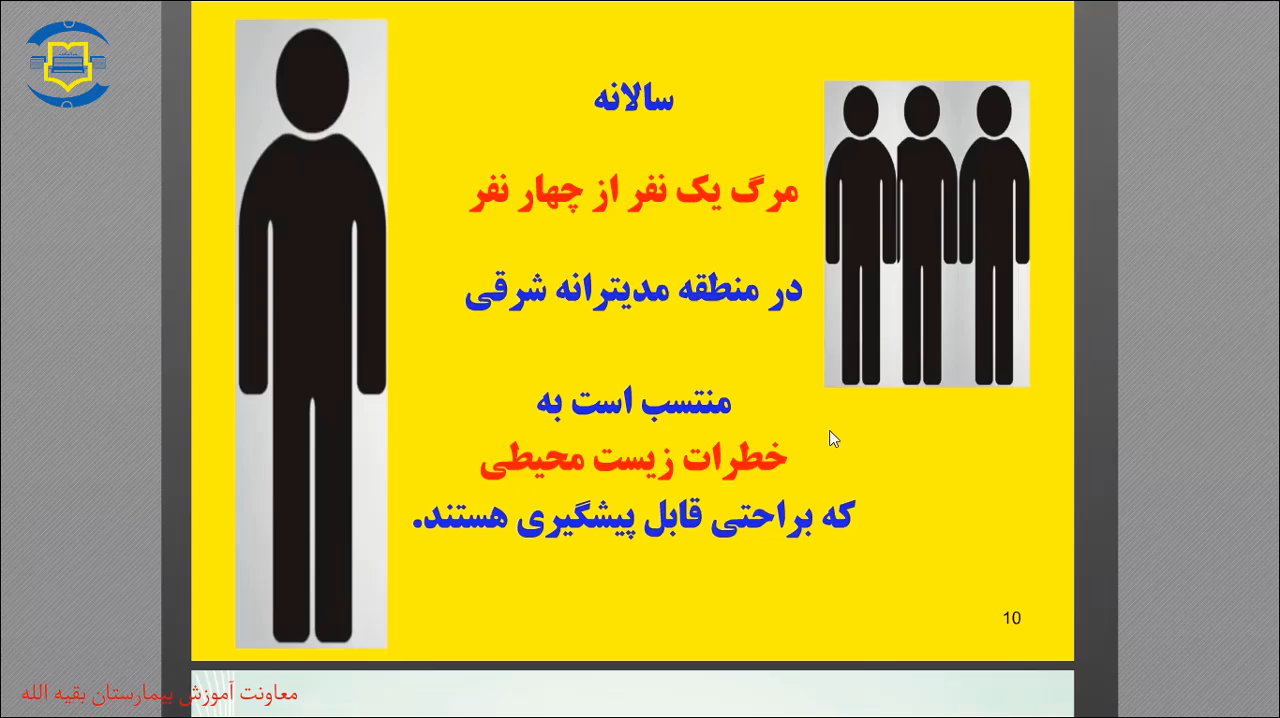 سالانه
مرگ یک نفر از چهار نفر
در منطقه مدیترانه شرقی
منتسب است به
خطرات زیست محیطی
که براحتی قابل پیشگیری هستند.
10
معاونت آموزش بیمارستان بقیه الله